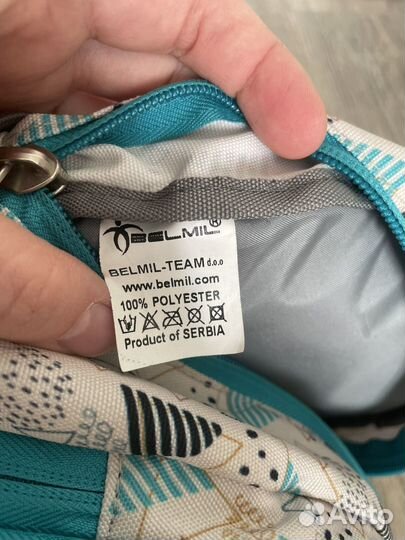 BELMIL®
BELMIL-TEAM d.o.o
www.belmil.com
100% POLYESTER
Product of SERBIA
Avito